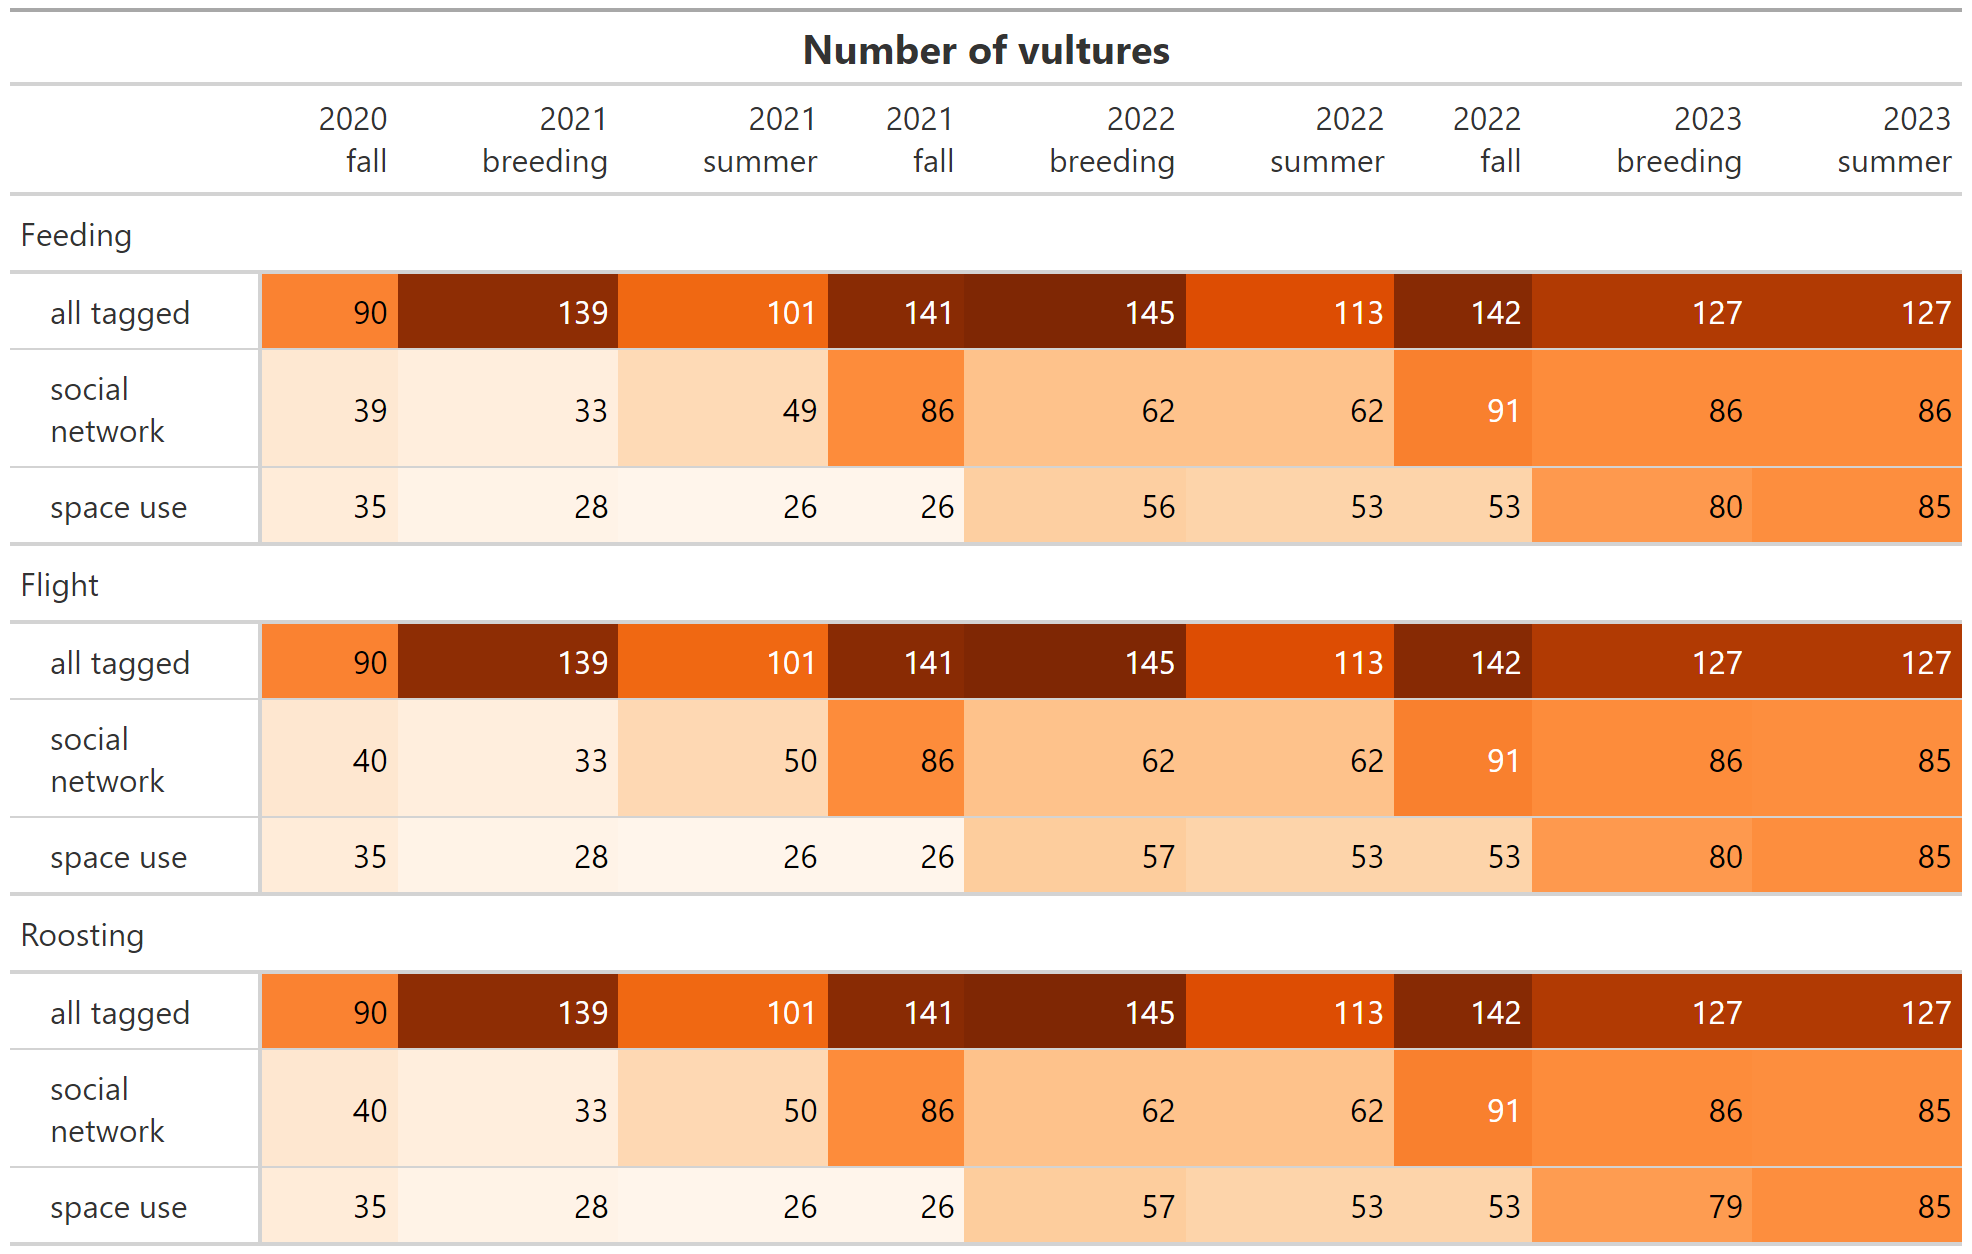 Number of vultures
2020 2021 2021 2021 2022 2022 2022 2023 2023
fall breeding summer fall breeding summer fall breeding summer
Feeding
all tagged 90 139 101 141 145 113 142 127 127
social
network 39 33 49 86 62 62 91 86 86
space use 35 28 26 26 56 53 53 80 85
Flight
all tagged 90 139 101 141 145 113 142 127 127
social
network 40 33 50 86 62 62 91 86 85
space use 35 28 26 26 57 53 53 80 85
Roosting
all tagged 90 139 101 141 145 113 142 127 127
social
network 40 33 50 86 62 62 91 86 85
space use 35 28 26 26 57 53 53 79 85